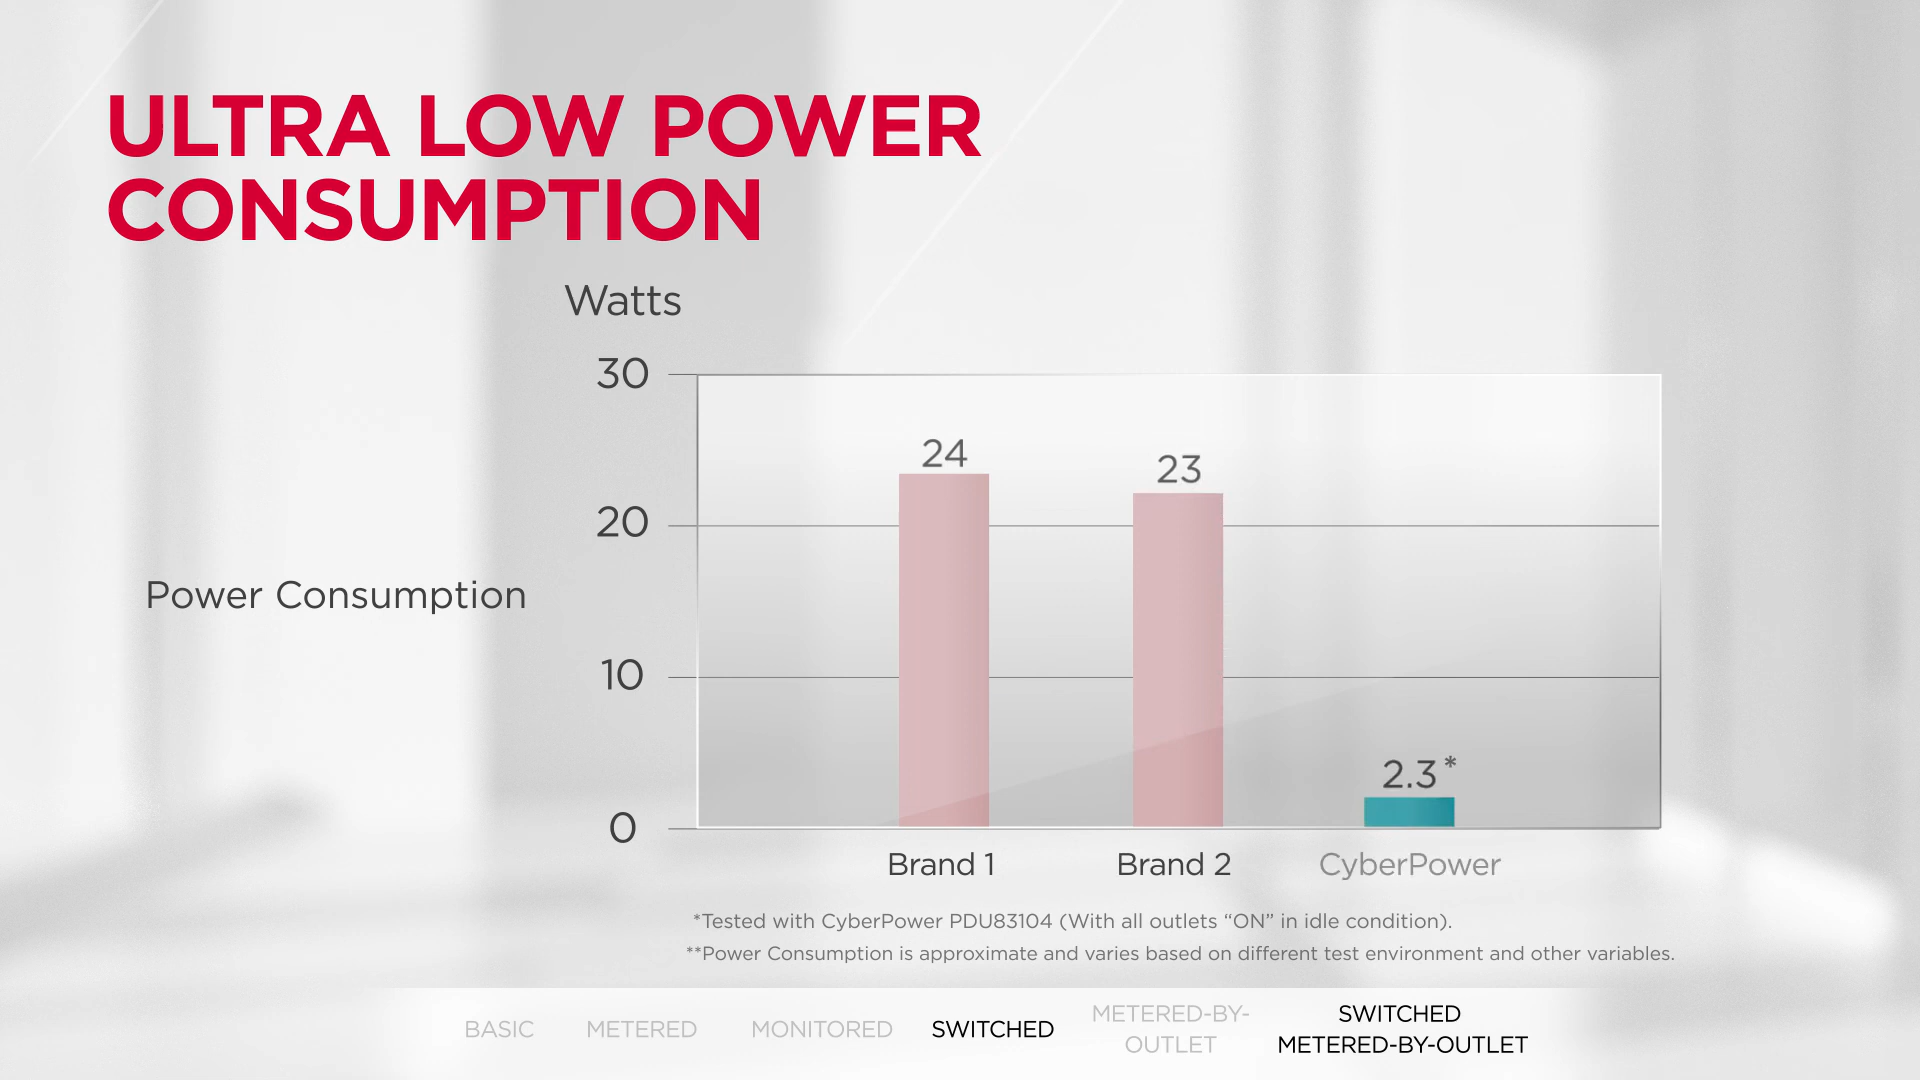 ULTRA LOW POWER
CONSUMPTION
Watts
30
24
23
20
Power Consumption
10
2.3*
0
Brand 1 Brand 2 CyberPower
*Tested with CyberPower PDU83104 (With all outlets “ON” in idle condition).
**Power Consumption is approximate and varies based on different test environment and other variables.
BASIC METERED MONITORED SWITCHED METERED-BY-
OUTLET SWITCHED
METERED-BY-OUTLET